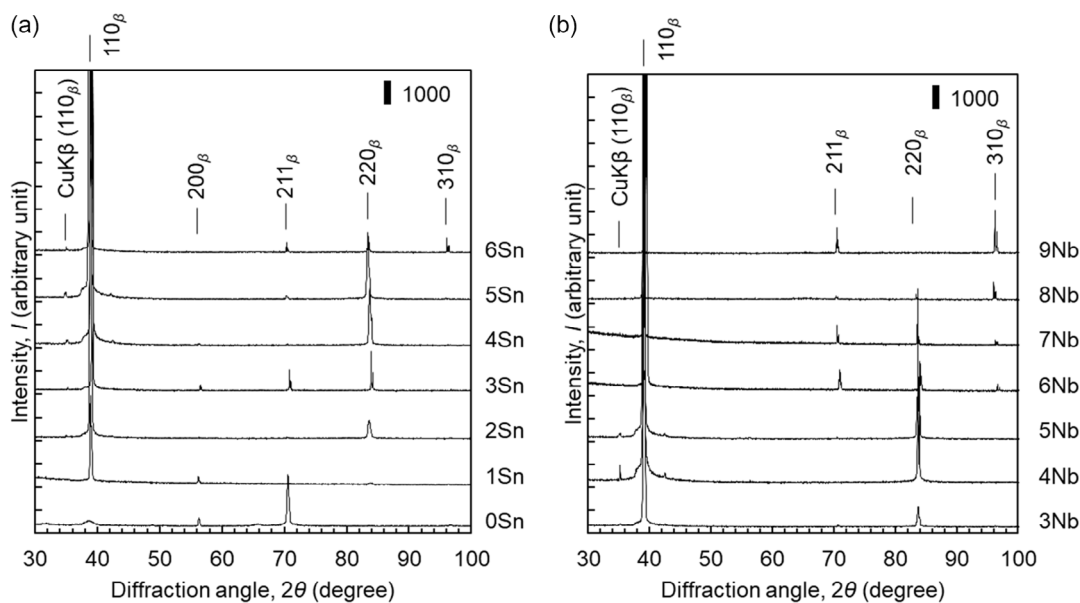 (a)
110β
CuKβ (110β)
200β
211β
220β
310β
1000
6Sn
5Sn
4Sn
3Sn
2Sn
1Sn
0Sn
Intensity, I (arbitrary unit)
30 40 50 60 70 80 90 100
Diffraction angle, 2θ (degree)
(b)
110β
CuKβ (110β)
211β
220β
310β
1000
9Nb
8Nb
7Nb
6Nb
5Nb
4Nb
3Nb
Intensity, I (arbitrary unit)
30 40 50 60 70 80 90 100
Diffraction angle, 2θ (degree)